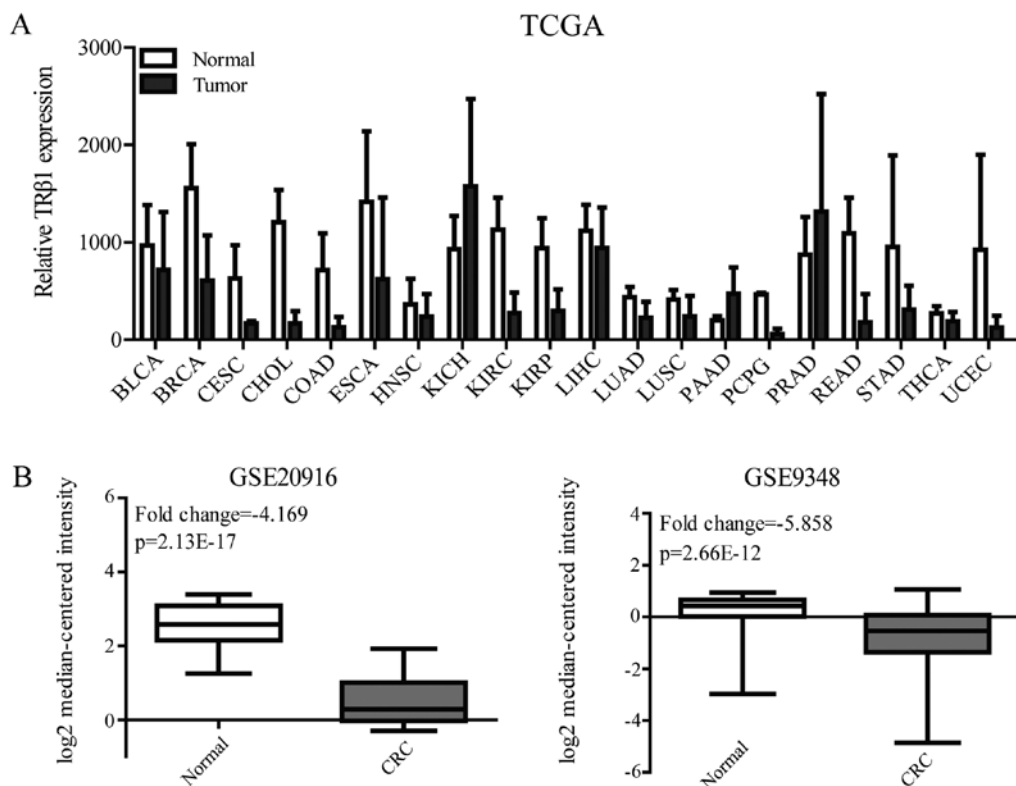 A
TCGA
Relative TRβ1 expression
3000
2000
1000
0
Normal
Tumor
BLCA
BRCA
CESC
CHOL
COAD
ESCA
HNSC
KICH
KIRC
KIRP
LIHC
LUAD
LUSC
PAAD
PCPG
PRAD
READ
STAD
THCA
UCEC
B
GSE20916
log2 median-centered intensity
6
4
2
0
Fold change=-4.169
p=2.13E-17
Normal
CRC
GSE9348
log2 median-centered intensity
4
2
0
-2
-4
-6
Fold change=-5.858
p=2.66E-12
Normal
CRC